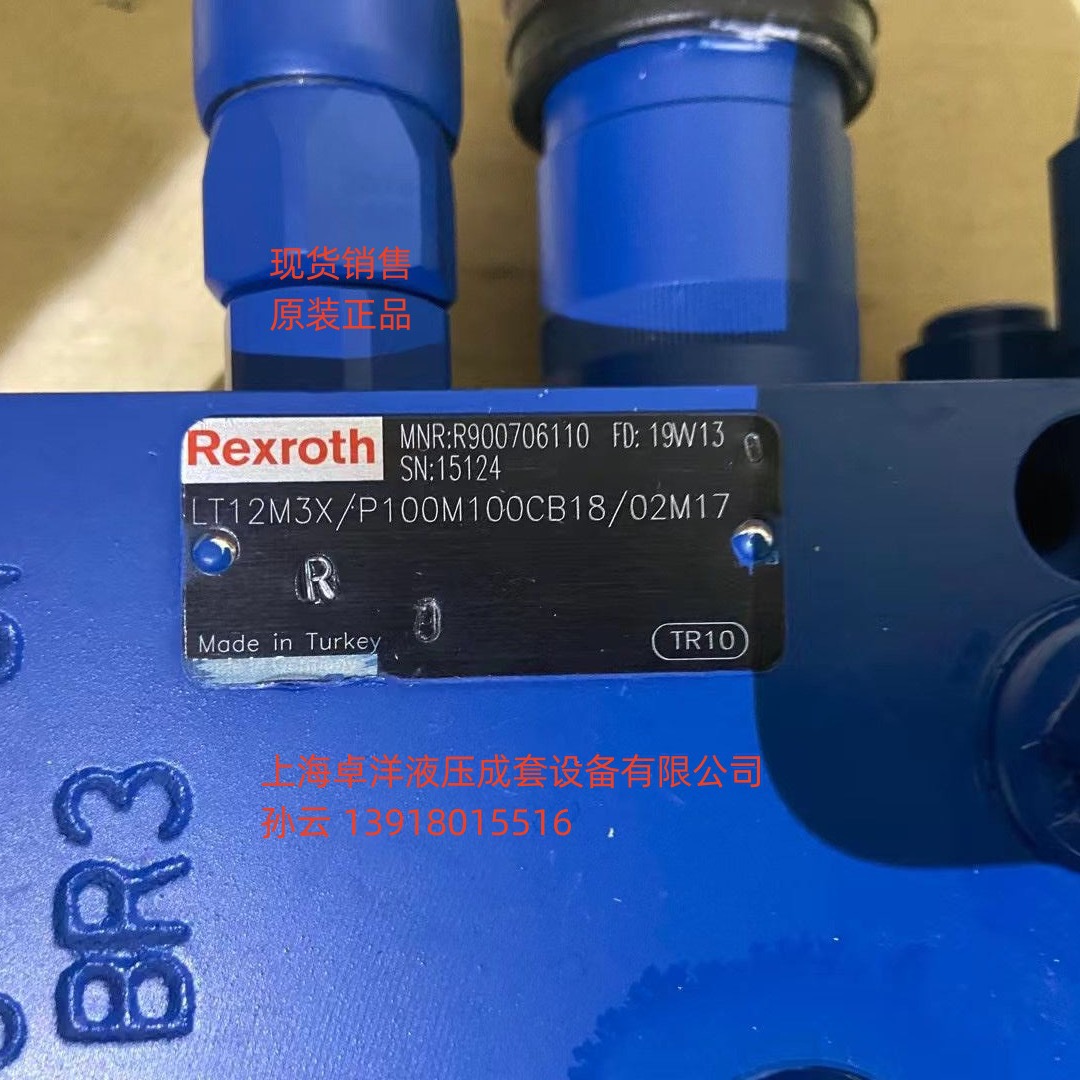 现货销售
原装正品
Rexroth
MNR:R900706110 FD: 19W13
SN:15124
LT12M3X/P100M100CB18/02M17
R
Made in Turkey
TR10
上海卓洋液压成套设备有限公司
孙云 13918015516
BR3